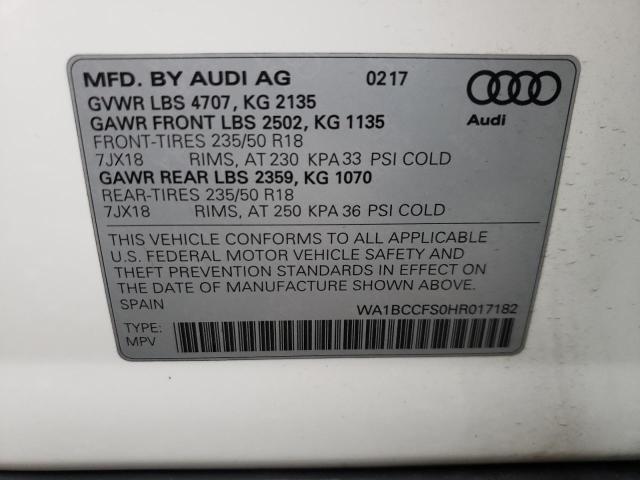 MFD. BY AUDI AG 0217
GVWR LBS 4707, KG 2135
GAWR FRONT LBS 2502, KG 1135
FRONT-TIRES 235/50 R18
7JX18 RIMS, AT 230 KPA 33 PSI COLD
GAWR REAR LBS 2359, KG 1070
REAR-TIRES 235/50 R18
7JX18 RIMS, AT 250 KPA 36 PSI COLD
Audi
THIS VEHICLE CONFORMS TO ALL APPLICABLE
U.S. FEDERAL MOTOR VEHICLE SAFETY AND
THEFT PREVENTION STANDARDS IN EFFECT ON
THE DATE OF MANUFACTURE SHOWN ABOVE.
SPAIN WA1BCCFS0HR017182
TYPE:
MPV